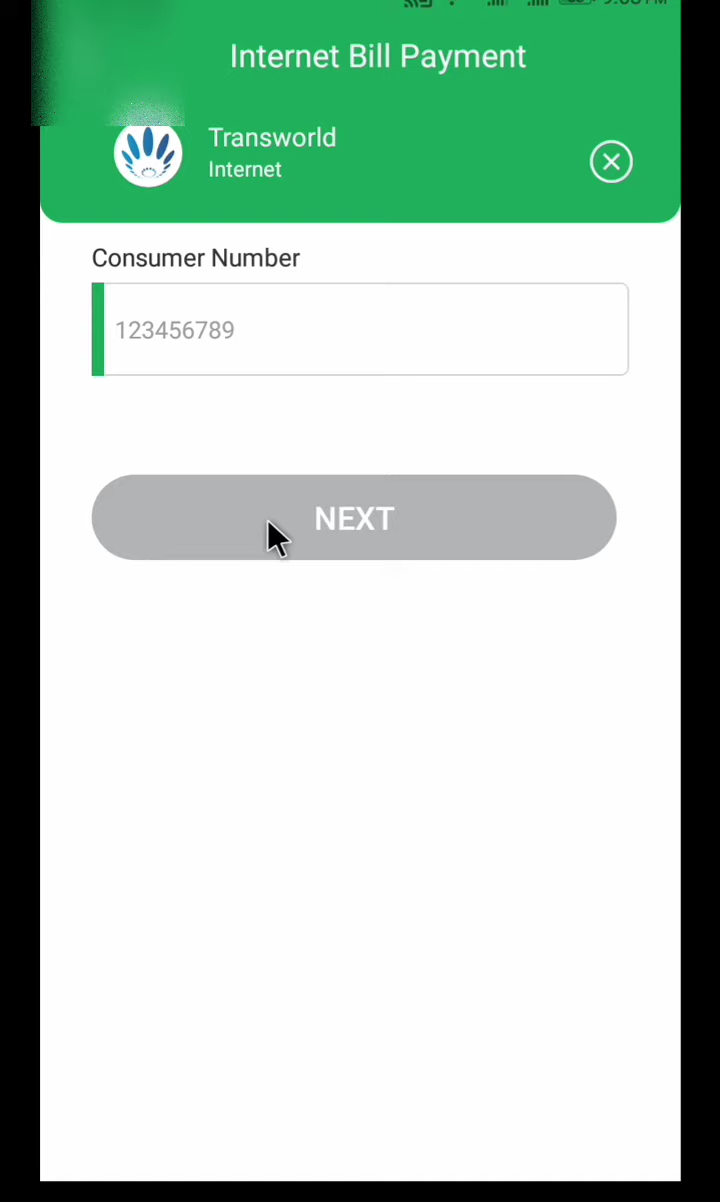 Internet Bill Payment
Transworld
Internet
Consumer Number
123456789
NEXT